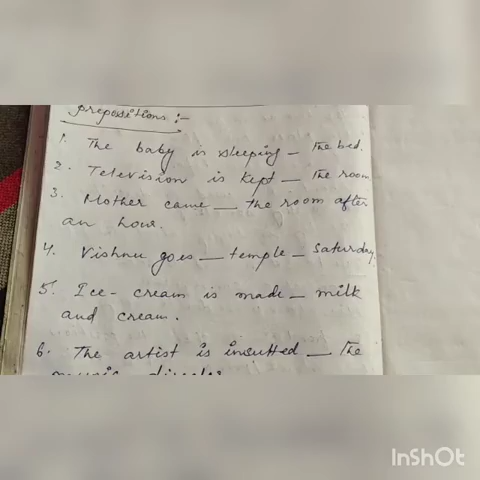 prepositions :-
1. The baby is sleeping _ the bed.
2. Television is kept _ the room
3. Mother came _ the room after
an hour.
4. Vishnu goes _ temple _ Saturday.
5. Ice-cream is made _ milk
and cream.
6. The artist is insulted _ the
InShOt